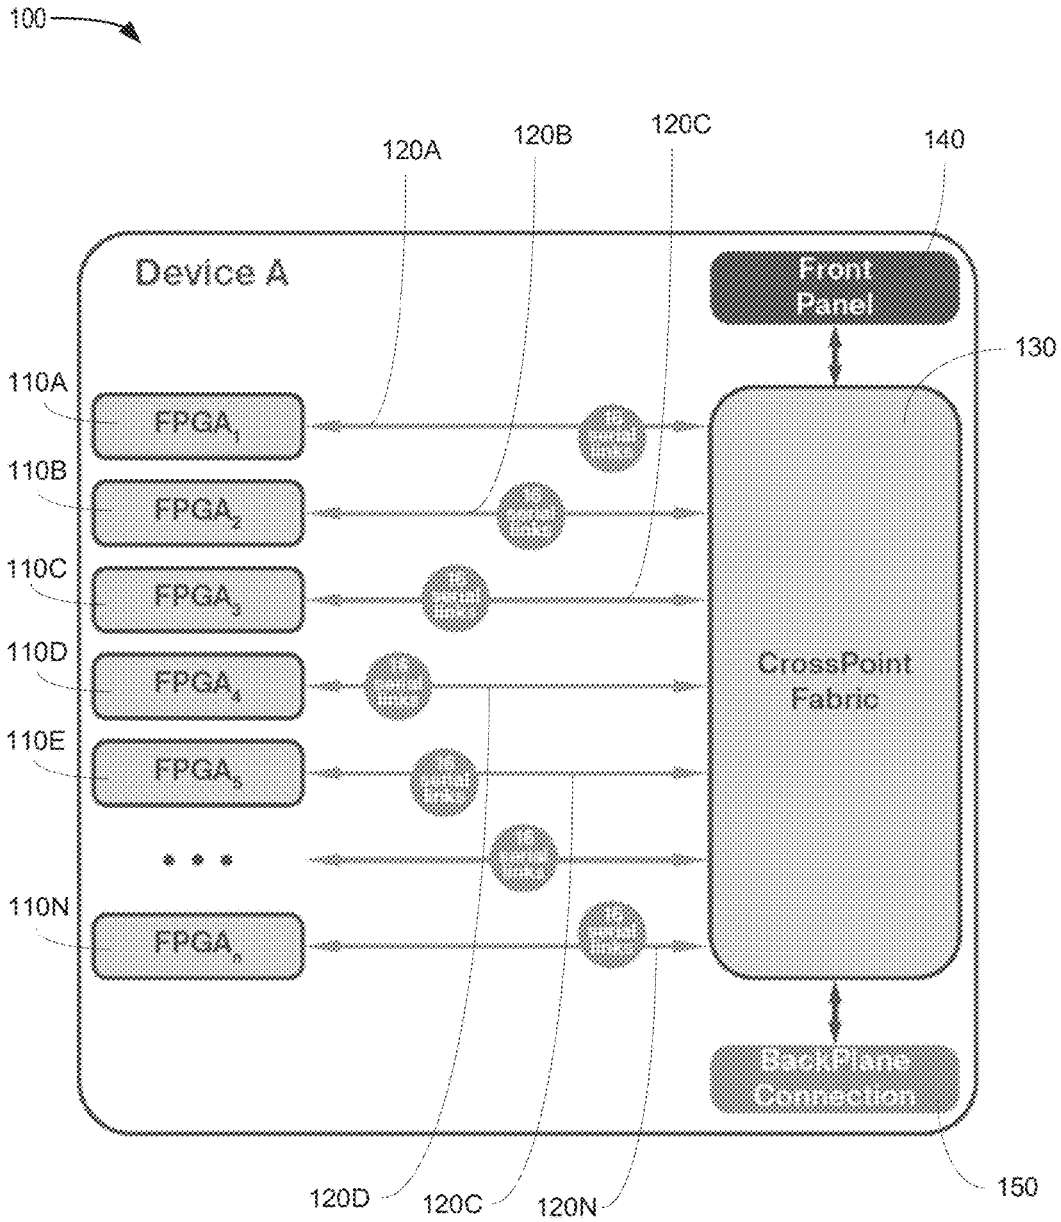 100
120A
120B
120C
140
Device A
Front
Panel
130
110A
FPGA1
110B
FPGA2
110C
FPGA3
110D
FPGA4
CrossPoint
Fabric
110E
FPGA5
...
110N
FPGAn
BackPlane
Connection
120D
120C
120N
150